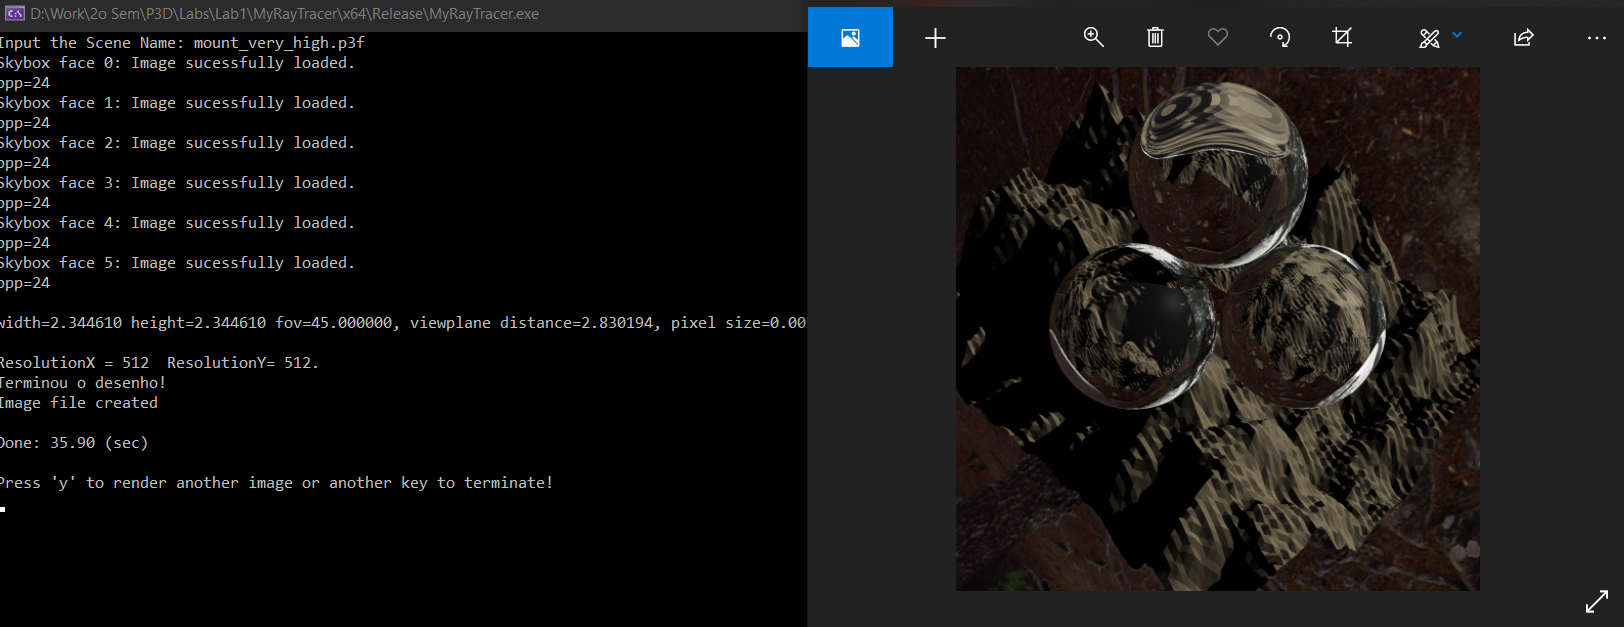 D:\Work\2o Sem\P3D\Labs\Lab1\MyRayTracer\x64\Release\MyRayTracer.exe
Input the Scene Name: mount_very_high.p3f
Skybox face 0: Image sucessfully loaded.
bpp=24
Skybox face 1: Image sucessfully loaded.
bpp=24
Skybox face 2: Image sucessfully loaded.
bpp=24
Skybox face 3: Image sucessfully loaded.
bpp=24
Skybox face 4: Image sucessfully loaded.
bpp=24
Skybox face 5: Image sucessfully loaded.
bpp=24
width=2.344610 height=2.344610 fov=45.000000, viewplane distance=2.830194, pixel size=0.00
ResolutionX = 512  ResolutionY= 512.
Terminou o desenho!
Image file created
Done: 35.90 (sec)
Press 'y' to render another image or another key to terminate!